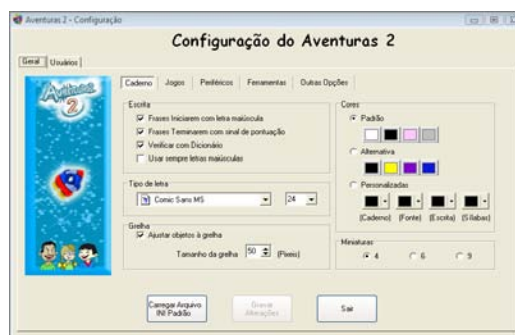 Aventuras 2 - Configuração
Configuração do Aventuras 2
Geral Usuários
Caderno Jogos Periféricos Ferramentas Outras Opções
Aventuras 2
Escrita
Frases Iniciarem com letra maiúscula
Frases Terminarem com sinal de pontuação
Verificar com Dicionário
Usar sempre letras maiúsculas
Tipo de letra
Comic Sans MS 24
Grelha
Ajustar objetos à grelha
Tamanho da grelha 50 (Pixeis)
Cores
Padrão
Alternativa
Personalizadas
(Caderno) (Fonte) (Escrita) (Sílabas)
Miniaturas
4 6 9
Carregar Arquivo
INI Padrão
Gravar
Alterações
Sair